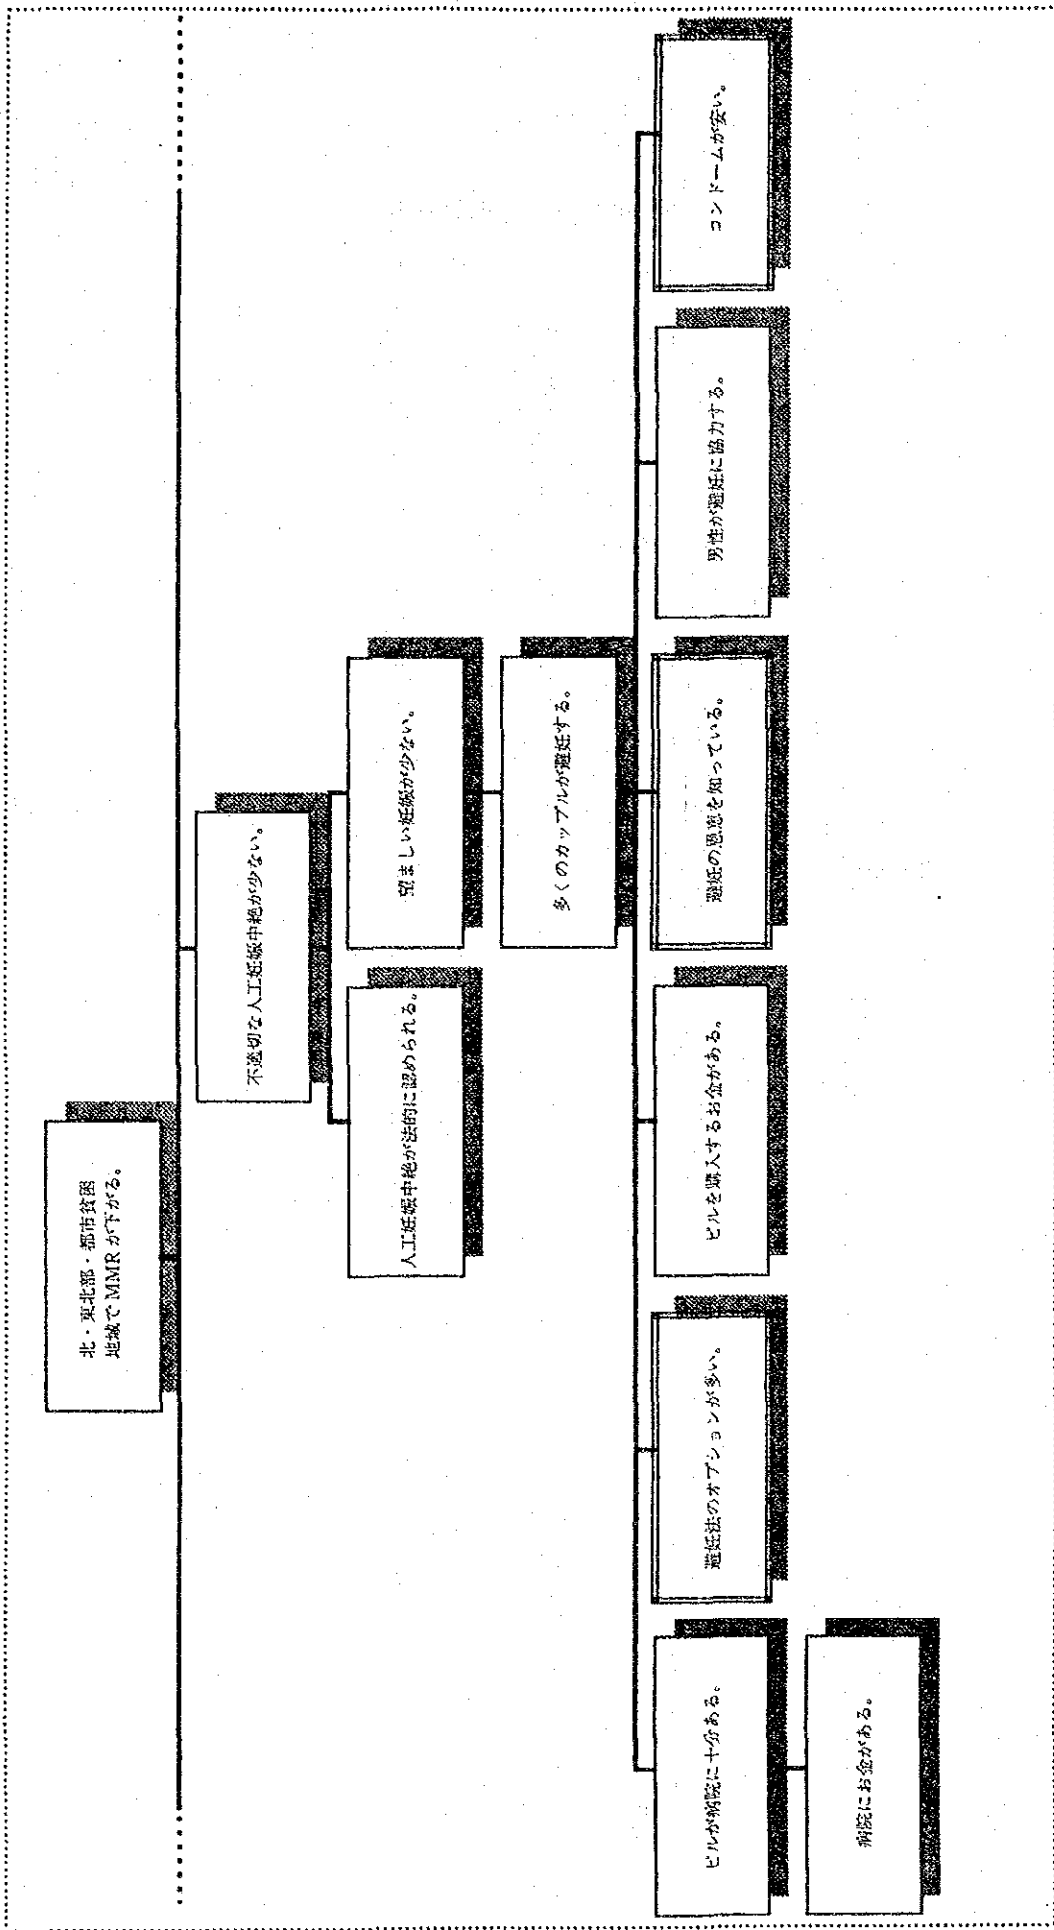 北・東北部・都市貧困
地域で MMR が下がる。
不適切な人工妊娠中絶が少ない。
人工妊娠中絶が法的に認められる。
望ましい妊娠が少ない。
多くのカップルが避妊する。
ピルが病院に十分ある。
避妊法のオプションが多い。
ピルを購入するお金がある。
避妊の恩恵を知っている。
男性が避妊に協力する。
コンドームが安い。
病院にお金がある。